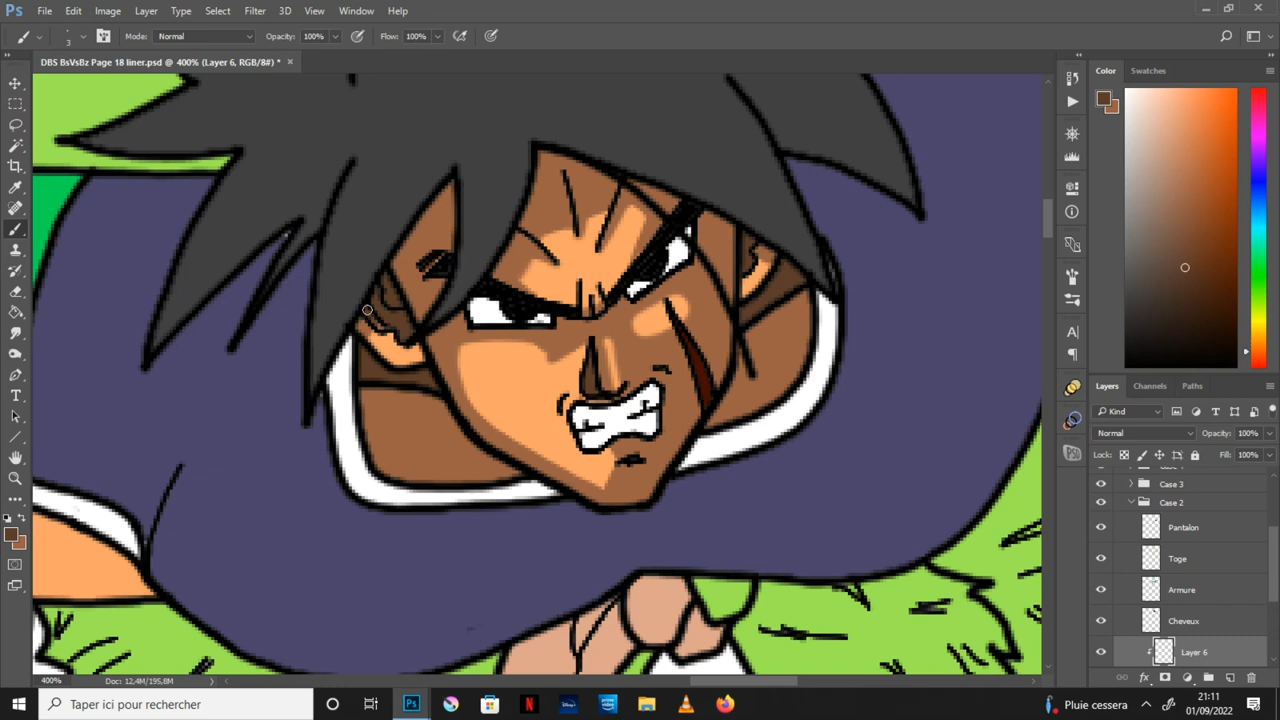 Ps File Edit Image Layer Type Select Filter 3D View Window Help
3 Mode: Normal Opacity: 100% Flow: 100%
DBS BsVsBz Page 18 liner.psd @ 400% (Layer 6, RGB/8#) * ×
Color Swatches
Layers Channels Paths
Kind
Normal Opacity: 100%
Lock: Fill: 100%
Case 3
Case 2
Pantalon
Toge
Armure
Cheveux
Layer 6
400% Doc: 12,4M/195,8M
Taper ici pour rechercher
Pluie cessera
21:11
01/09/2022